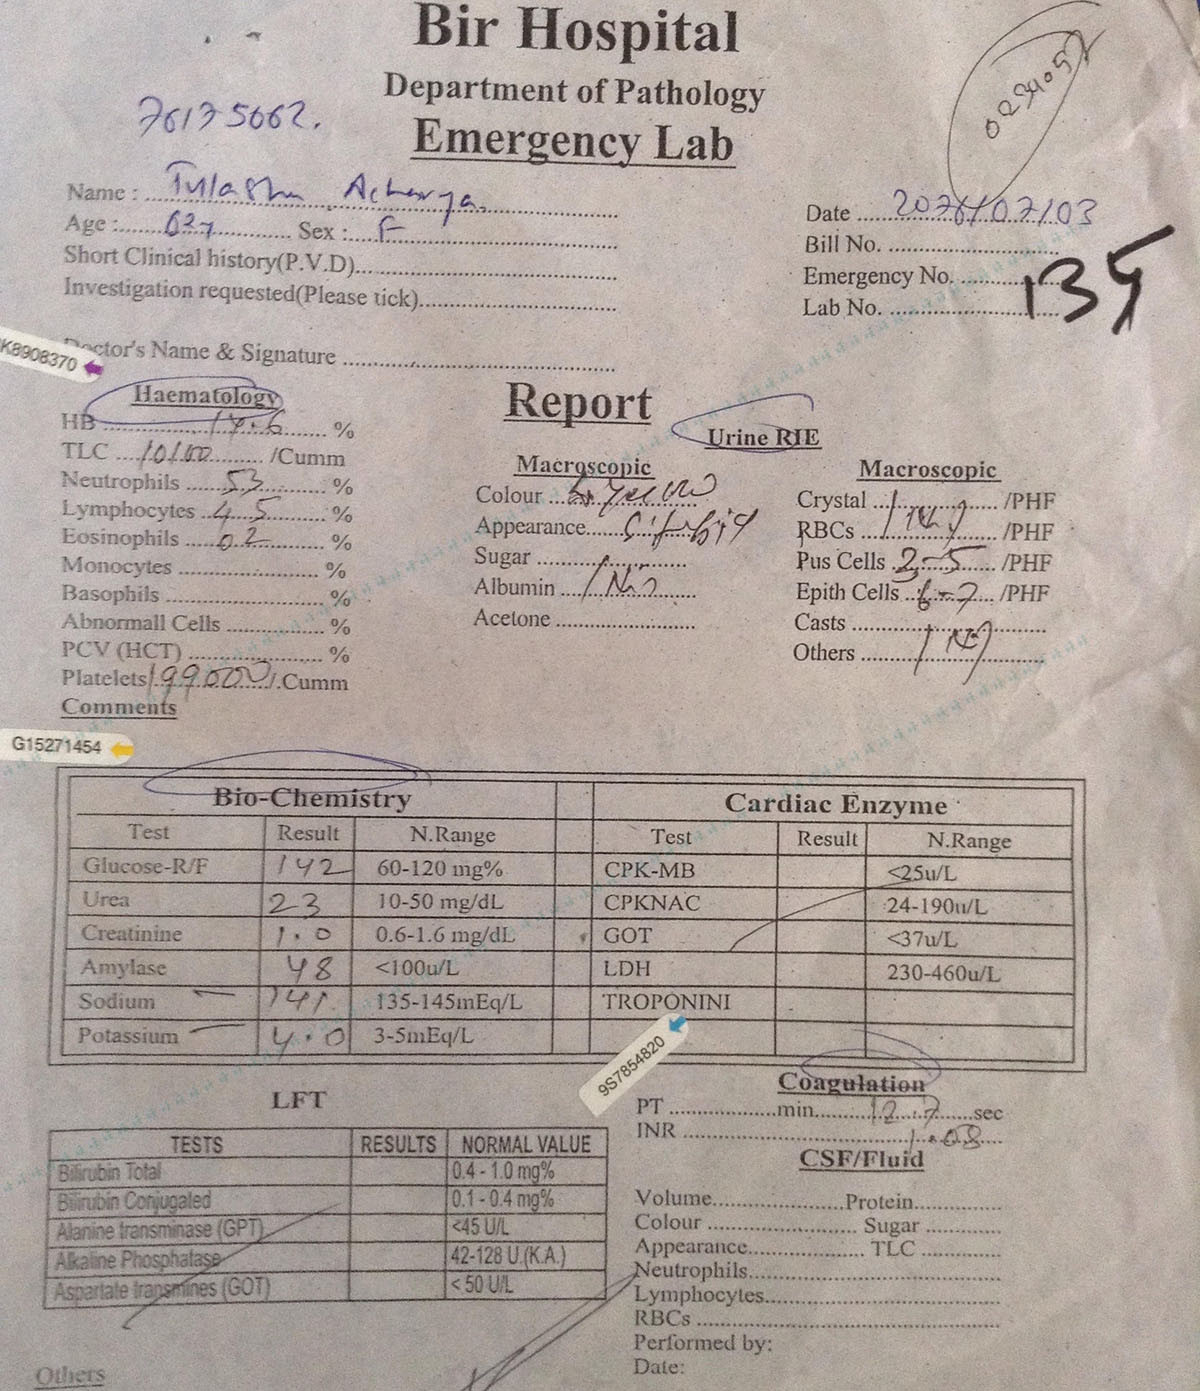 Bir Hospital
Department of Pathology
Emergency Lab
76175662.
Name : Tulasha Acharya
Age : 62y Sex : F
Short Clinical history(P.V.D)
Investigation requested(Please tick)
Date 2076/07/03
Bill No.
Emergency No.
Lab No. 135
K8908370
Doctor's Name & Signature
Report
Haematology
HB 14.6 %
TLC 10100 /Cumm
Neutrophils 53 %
Lymphocytes 45 %
Eosinophils 02 %
Monocytes %
Basophils %
Abnormall Cells %
PCV (HCT) %
Platelets 199000/.Cumm
Comments
Urine RIE
Macroscopic
Colour
Appearance
Sugar
Albumin Nil
Acetone
Macroscopic
Crystal /PHF
RBCs Nil /PHF
Pus Cells 2-5 /PHF
Epith Cells 6-7 /PHF
Casts
Others Nil
G15271454
Bio-Chemistry
Test Result N.Range
Glucose-R/F 142 60-120 mg%
Urea 23 10-50 mg/dL
Creatinine 1.0 0.6-1.6 mg/dL
Amylase 48 <100u/L
Sodium 141 135-145mEq/L
Potassium 4.0 3-5mEq/L
Cardiac Enzyme
Test Result N.Range
CPK-MB <25u/L
CPKNAC 24-190u/L
GOT <37u/L
LDH 230-460u/L
TROPONINI
9S7854820
LFT
TESTS RESULTS NORMAL VALUE
Bilirubin Total 0.4 - 1.0 mg%
Bilirubin Conjugated 0.1 - 0.4 mg%
Alanine transminase (GPT) <45 U/L
Alkaline Phosphatase 42-128 U.(K.A.)
Aspartate transmines (GOT) < 50 U/L
Coagulation
PT min 12.7 sec
INR 1.08
CSF/Fluid
Volume Protein
Colour Sugar
Appearance TLC
Neutrophils
Lymphocytes
RBCs
Performed by:
Date:
Others